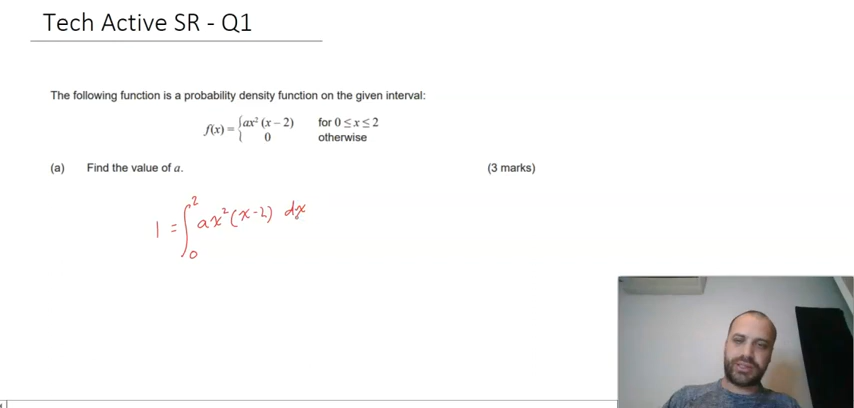 Tech Active SR - Q1
The following function is a probability density function on the given interval:
f(x) = { ax² (x – 2) for 0 ≤ x ≤ 2
0 otherwise
(a) Find the value of a. (3 marks)
1 = ∫₀² ax²(x-2) dx